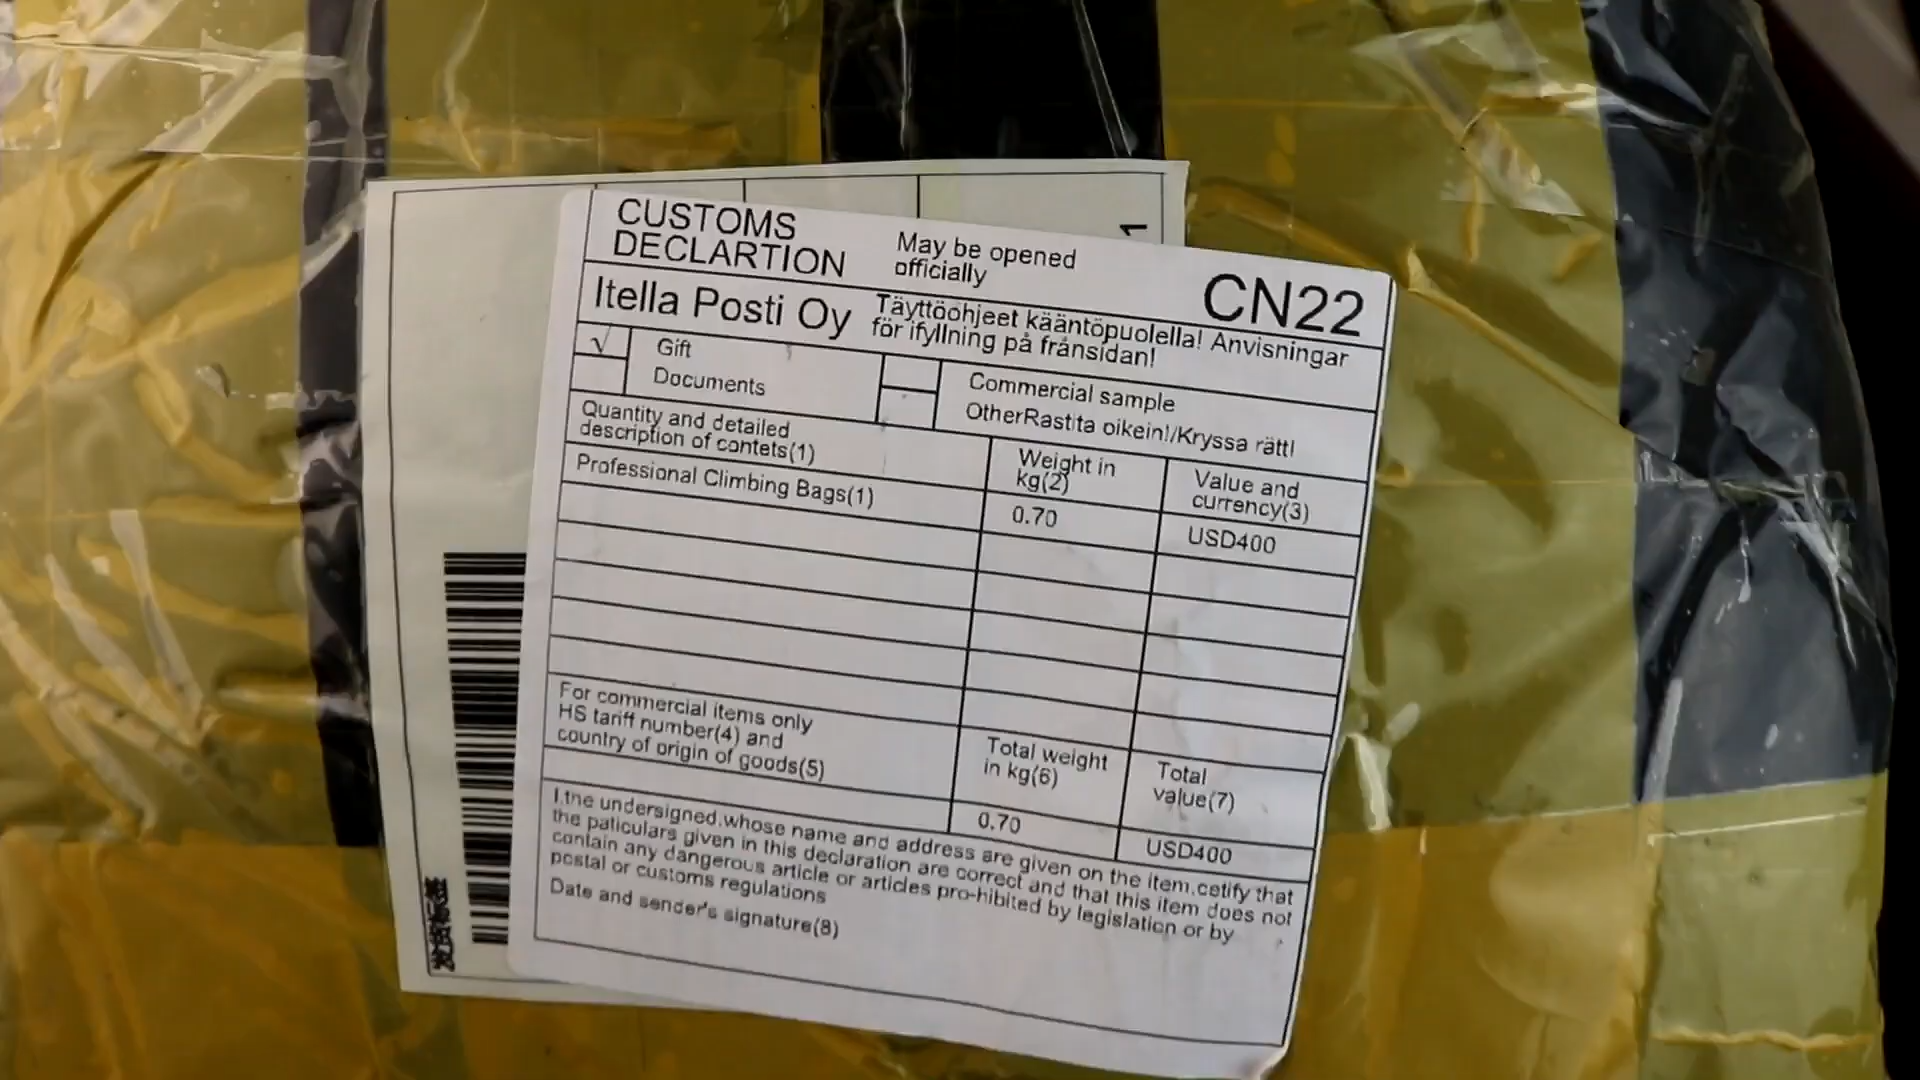 CUSTOMS
DECLARTION
May be opened
officially
CN22
Itella Posti Oy
Täyttöohjeet kääntöpuolella! Anvisningar
för ifyllning på frånsidan!
√
Gift
Documents
Commercial sample
OtherRastita oikein!/Kryssa rätt!
Quantity and detailed
description of contets(1)
Weight in
kg(2)
Value and
currency(3)
Professional Climbing Bags(1)
0.70
USD400
For commercial items only
HS tariff number(4) and
country of origin of goods(5)
Total weight
in kg(6)
Total
value(7)
0.70
USD400
I.the undersigned.whose name and address are given on the item.cetify that
the paticulars given in this declaration are correct and that this item does not
contain any dangerous article or articles pro-hibited by legislation or by
postal or customs regulations
Date and sender's signature(8)
1
发货标签